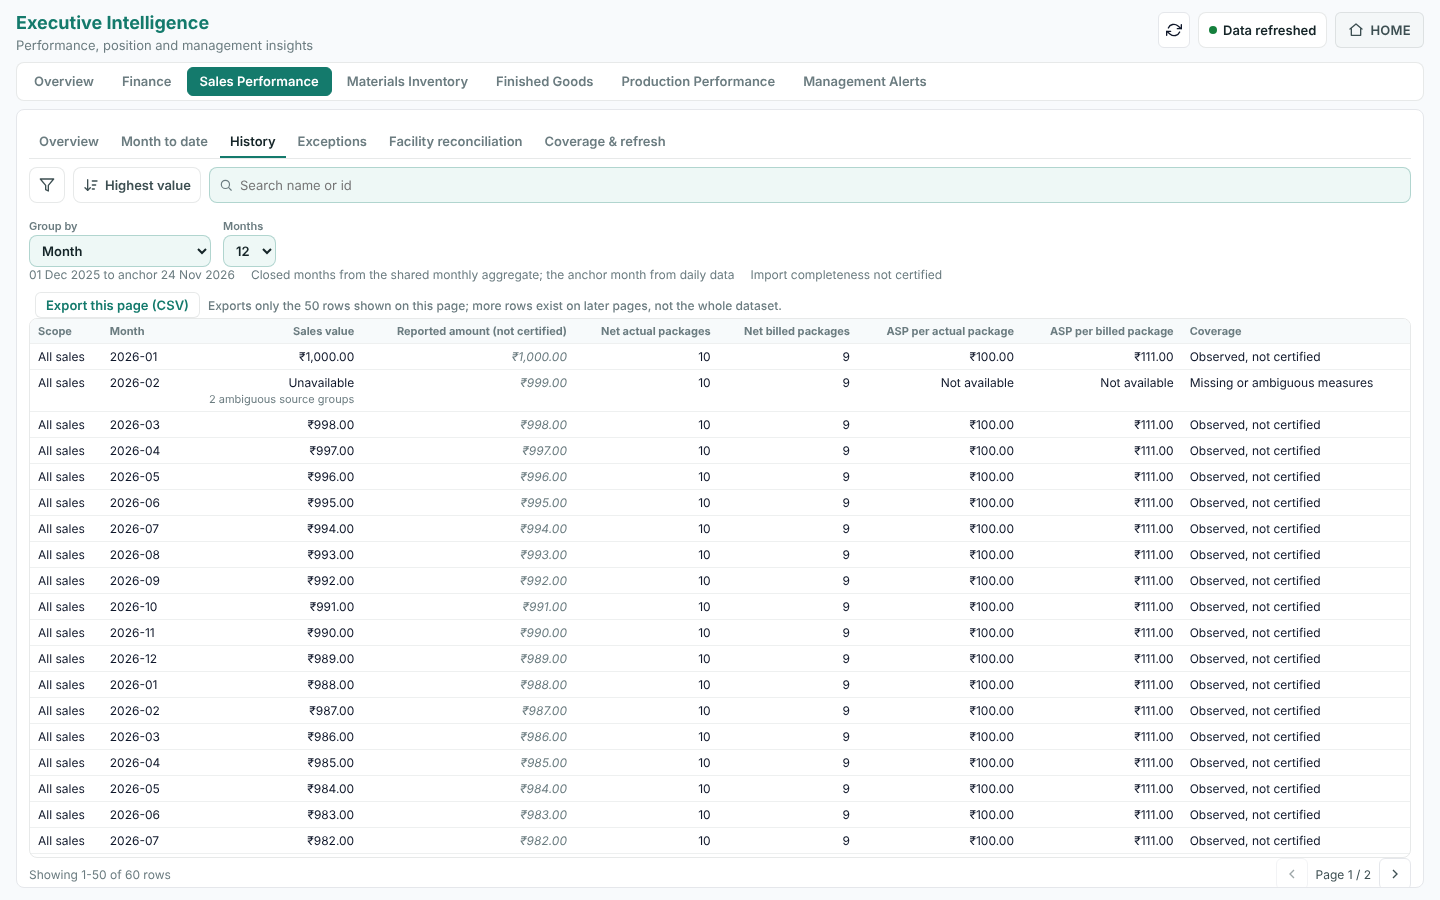 Executive Intelligence
Performance, position and management insights
Data refreshed
HOME
Overview Finance Sales Performance Materials Inventory Finished Goods Production Performance Management Alerts
Overview Month to date History Exceptions Facility reconciliation Coverage & refresh
Highest value
Search name or id
Group by Months
Month 12
01 Dec 2025 to anchor 24 Nov 2026 Closed months from the shared monthly aggregate; the anchor month from daily data Import completeness not certified
Export this page (CSV) Exports only the 50 rows shown on this page; more rows exist on later pages, not the whole dataset.
Scope Month Sales value Reported amount (not certified) Net actual packages Net billed packages ASP per actual package ASP per billed package Coverage
All sales 2026-01 ₹1,000.00 ₹1,000.00 10 9 ₹100.00 ₹111.00 Observed, not certified
All sales 2026-02 Unavailable ₹999.00 10 9 Not available Not available Missing or ambiguous measures
2 ambiguous source groups
All sales 2026-03 ₹998.00 ₹998.00 10 9 ₹100.00 ₹111.00 Observed, not certified
All sales 2026-04 ₹997.00 ₹997.00 10 9 ₹100.00 ₹111.00 Observed, not certified
All sales 2026-05 ₹996.00 ₹996.00 10 9 ₹100.00 ₹111.00 Observed, not certified
All sales 2026-06 ₹995.00 ₹995.00 10 9 ₹100.00 ₹111.00 Observed, not certified
All sales 2026-07 ₹994.00 ₹994.00 10 9 ₹100.00 ₹111.00 Observed, not certified
All sales 2026-08 ₹993.00 ₹993.00 10 9 ₹100.00 ₹111.00 Observed, not certified
All sales 2026-09 ₹992.00 ₹992.00 10 9 ₹100.00 ₹111.00 Observed, not certified
All sales 2026-10 ₹991.00 ₹991.00 10 9 ₹100.00 ₹111.00 Observed, not certified
All sales 2026-11 ₹990.00 ₹990.00 10 9 ₹100.00 ₹111.00 Observed, not certified
All sales 2026-12 ₹989.00 ₹989.00 10 9 ₹100.00 ₹111.00 Observed, not certified
All sales 2026-01 ₹988.00 ₹988.00 10 9 ₹100.00 ₹111.00 Observed, not certified
All sales 2026-02 ₹987.00 ₹987.00 10 9 ₹100.00 ₹111.00 Observed, not certified
All sales 2026-03 ₹986.00 ₹986.00 10 9 ₹100.00 ₹111.00 Observed, not certified
All sales 2026-04 ₹985.00 ₹985.00 10 9 ₹100.00 ₹111.00 Observed, not certified
All sales 2026-05 ₹984.00 ₹984.00 10 9 ₹100.00 ₹111.00 Observed, not certified
All sales 2026-06 ₹983.00 ₹983.00 10 9 ₹100.00 ₹111.00 Observed, not certified
All sales 2026-07 ₹982.00 ₹982.00 10 9 ₹100.00 ₹111.00 Observed, not certified
Showing 1-50 of 60 rows
Page 1 / 2